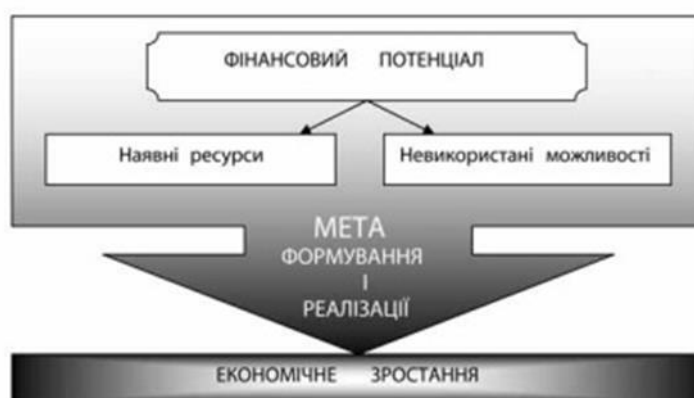 ФІНАНСОВИЙ ПОТЕНЦІАЛ
Наявні ресурси
Невикористані можливості
МЕТА
ФОРМУВАННЯ
І
РЕАЛІЗАЦІЇ
ЕКОНОМІЧНЕ ЗРОСТАННЯ